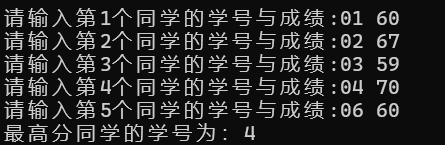 请输入第1个同学的学号与成绩:01 60
请输入第2个同学的学号与成绩:02 67
请输入第3个同学的学号与成绩:03 59
请输入第4个同学的学号与成绩:04 70
请输入第5个同学的学号与成绩:06 60
最高分同学的学号为: 4